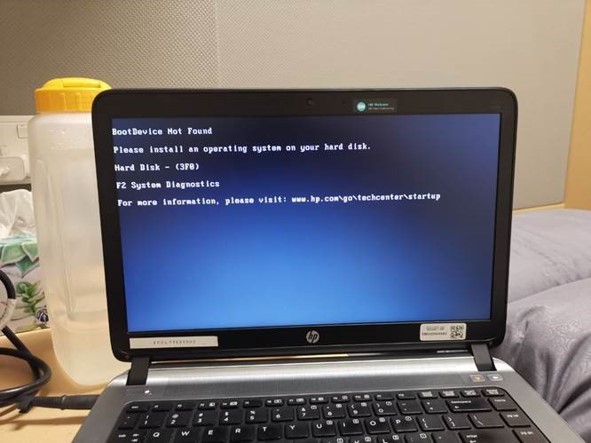 BootDevice Not Found
Please install an operating system on your hard disk.
Hard Disk - (3F0)
F2 System Diagnostics
For more information, please visit: www.hp.com\go\techcenter\startup
hp